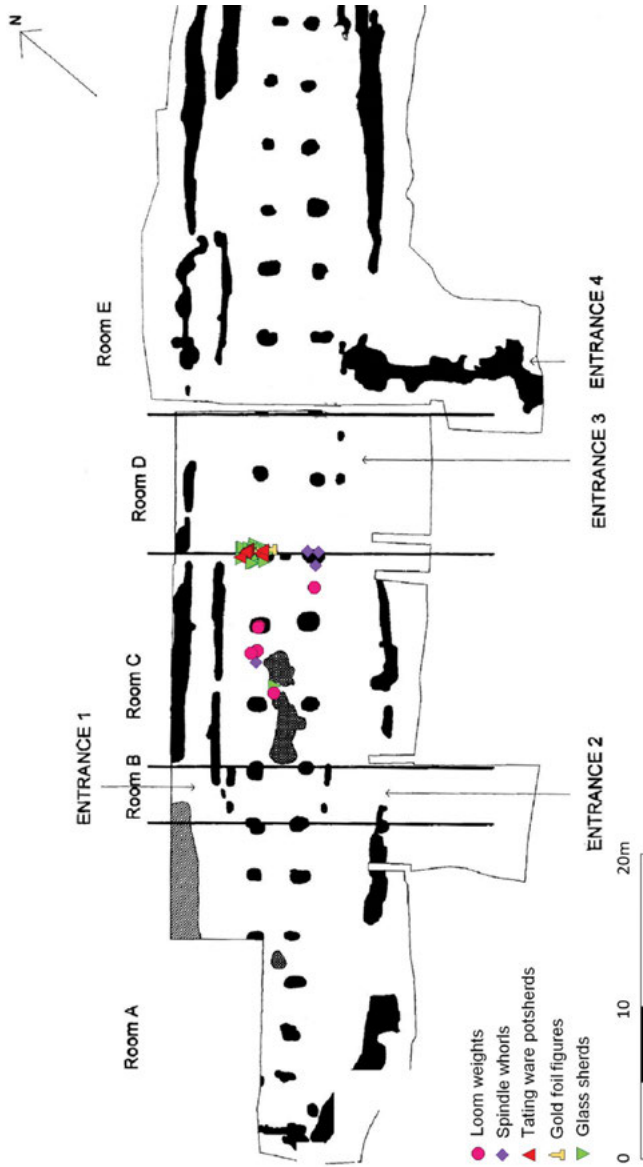 N
Room E
Room D
Room C
Room B
Room A
ENTRANCE 1
ENTRANCE 2
ENTRANCE 3
ENTRANCE 4
Loom weights
Spindle whorls
Tating ware potsherds
Gold foil figures
Glass sherds
0 10 20m